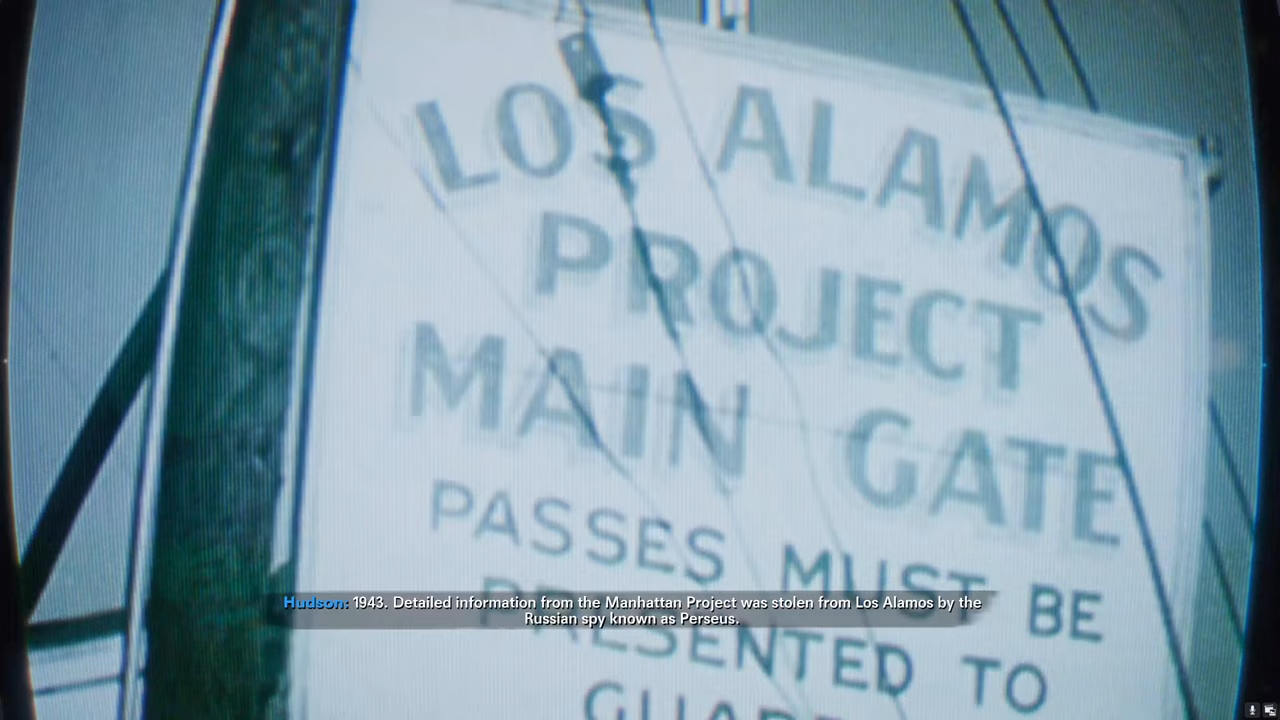 LOS ALAMOS
PROJECT
MAIN GATE
PASSES MUST BE
PRESENTED TO
Hudson: 1943. Detailed information from the Manhattan Project was stolen from Los Alamos by the
Russian spy known as Perseus.